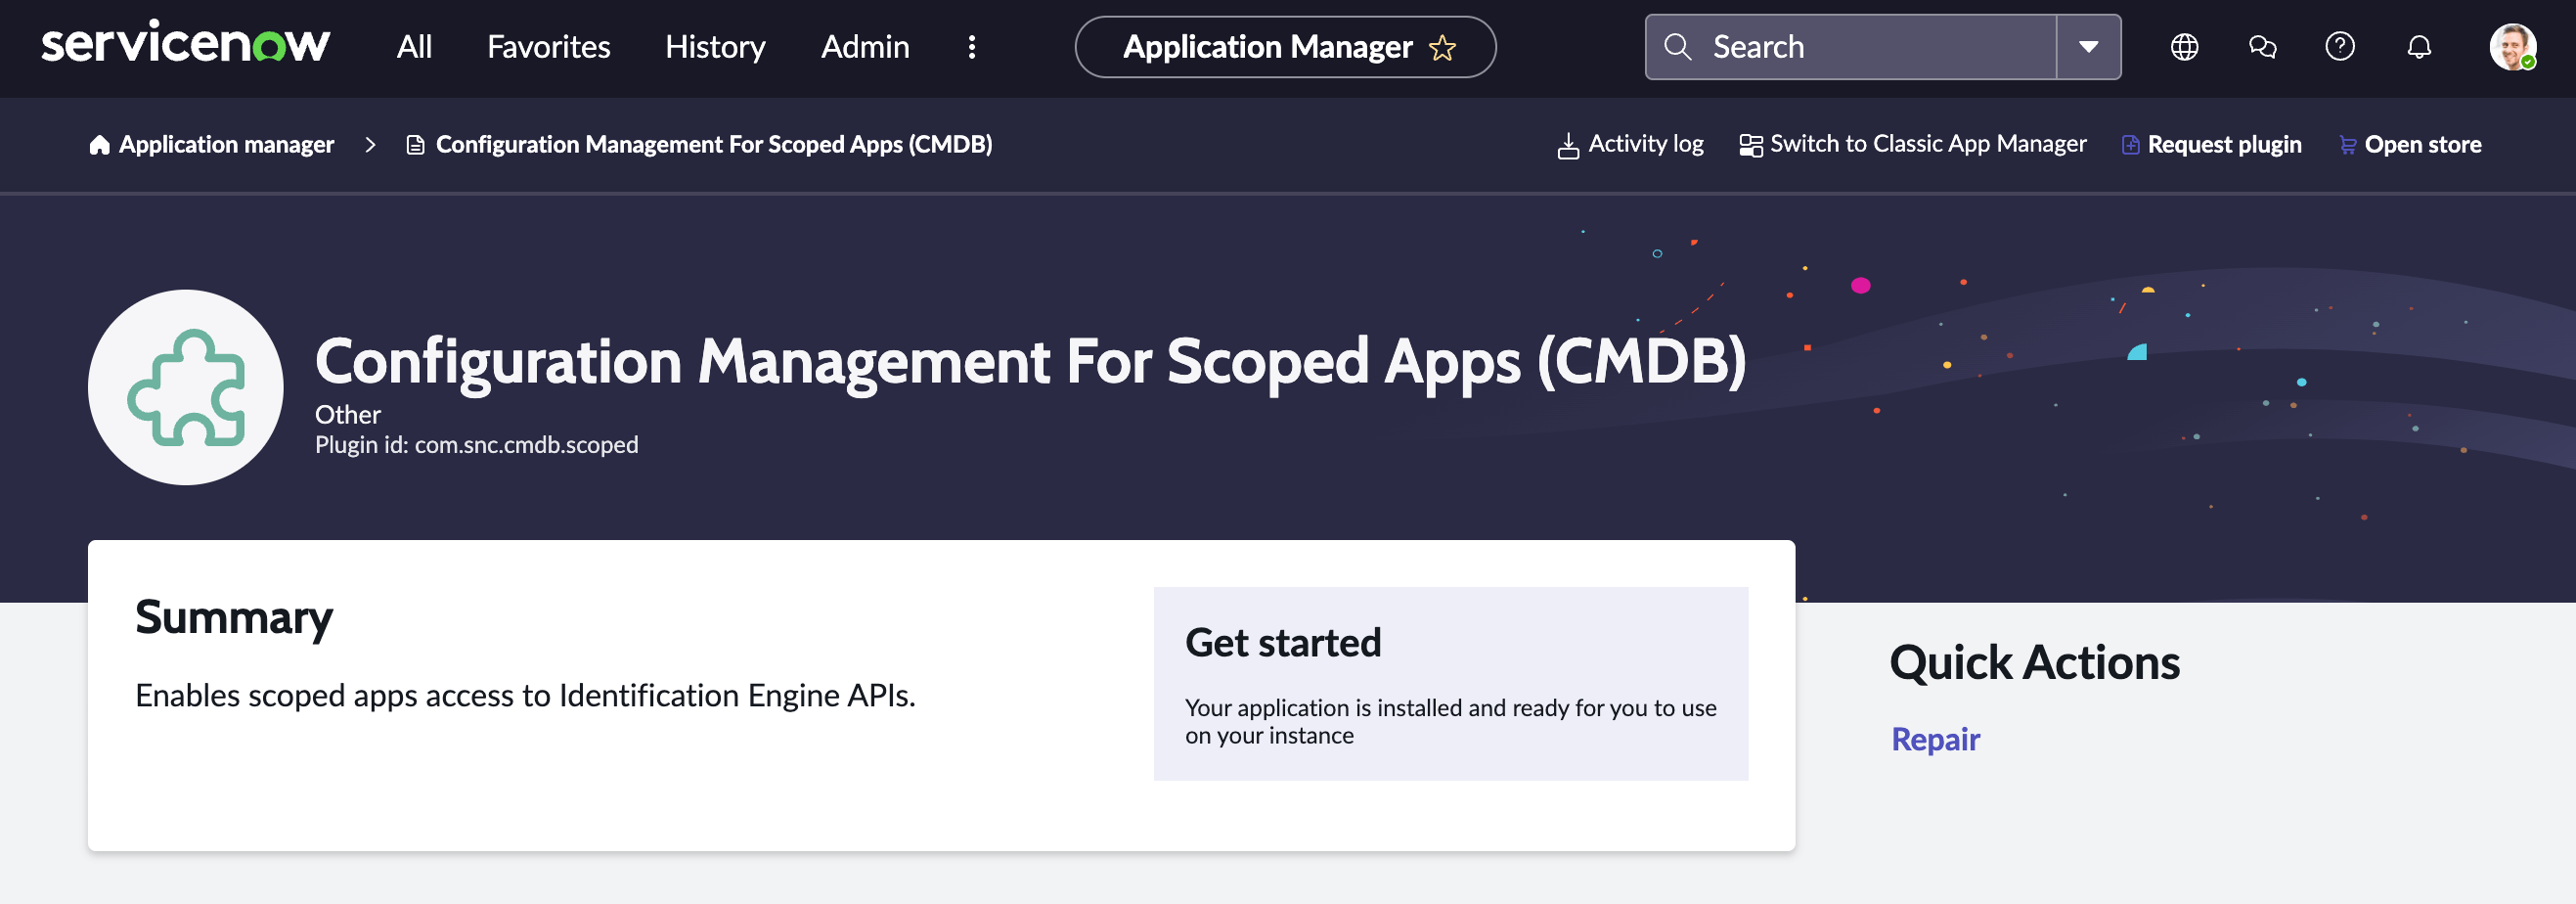 servicenow All Favorites History Admin Application Manager Search
Application manager Configuration Management For Scoped Apps (CMDB) Activity log Switch to Classic App Manager Request plugin Open store
Configuration Management For Scoped Apps (CMDB)
Other
Plugin id: com.snc.cmdb.scoped
Summary
Enables scoped apps access to Identification Engine APIs.
Get started
Your application is installed and ready for you to use
on your instance
Quick Actions
Repair